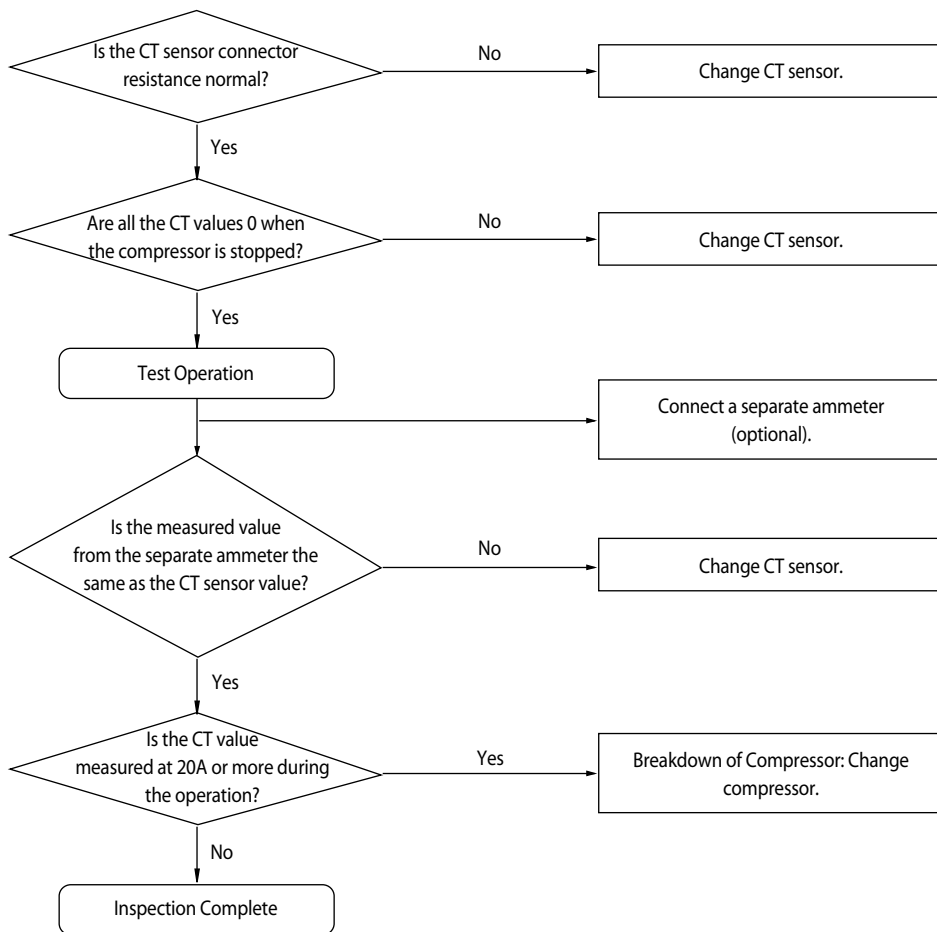 Is the CT sensor connector
resistance normal?
No
Change CT sensor.
Yes
Are all the CT values 0 when
the compressor is stopped?
No
Change CT sensor.
Yes
Test Operation
Connect a separate ammeter
(optional).
Is the measured value
from the separate ammeter the
same as the CT sensor value?
No
Change CT sensor.
Yes
Is the CT value
measured at 20A or more during
the operation?
Yes
Breakdown of Compressor: Change
compressor.
No
Inspection Complete